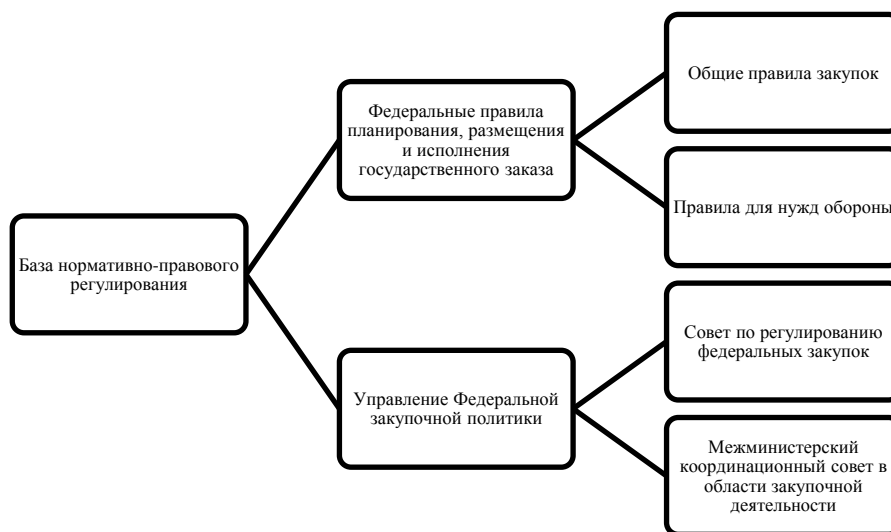 База нормативно-правового
регулирования
Федеральные правила
планирования, размещения
и исполнения
государственного заказа
Общие правила закупок
Правила для нужд обороны
Управление Федеральной
закупочной политики
Совет по регулированию
федеральных закупок
Межминистерский
координационный совет в
области закупочной
деятельности